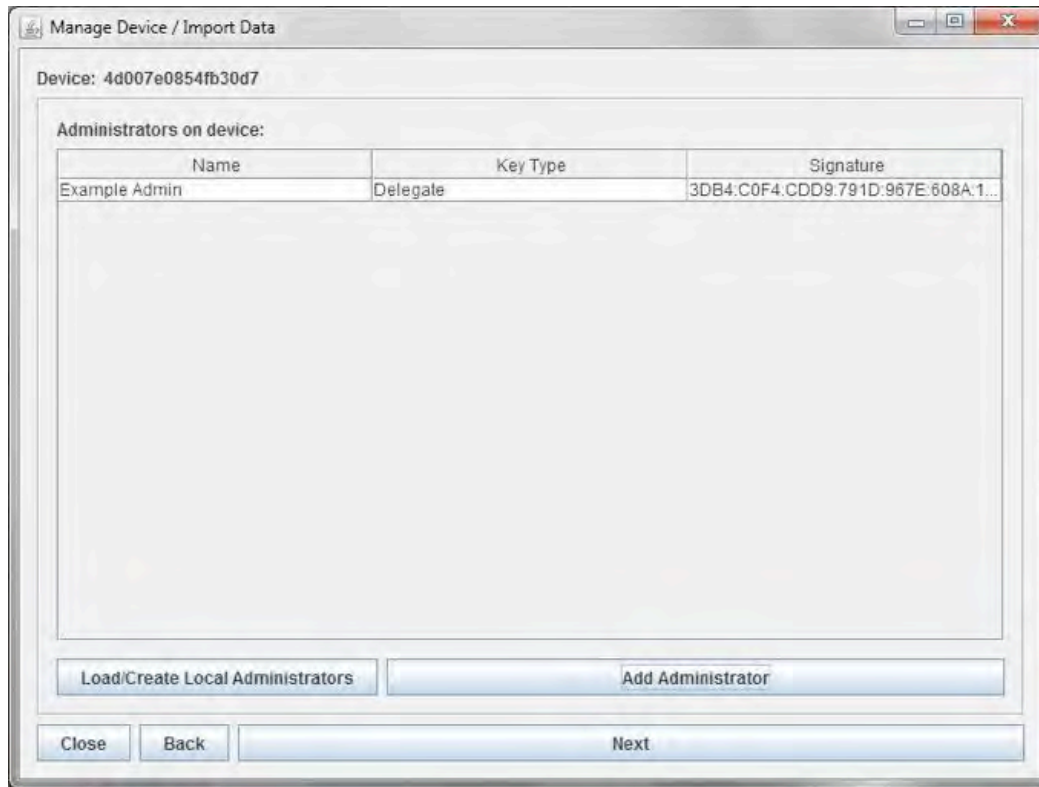 Manage Device / Import Data
Device: 4d007e0854fb30d7
Administrators on device:
Name Key Type Signature
Example Admin Delegate 3DB4:C0F4:CDD9:791D:967E:608A:1...
Load/Create Local Administrators Add Administrator
Close Back Next